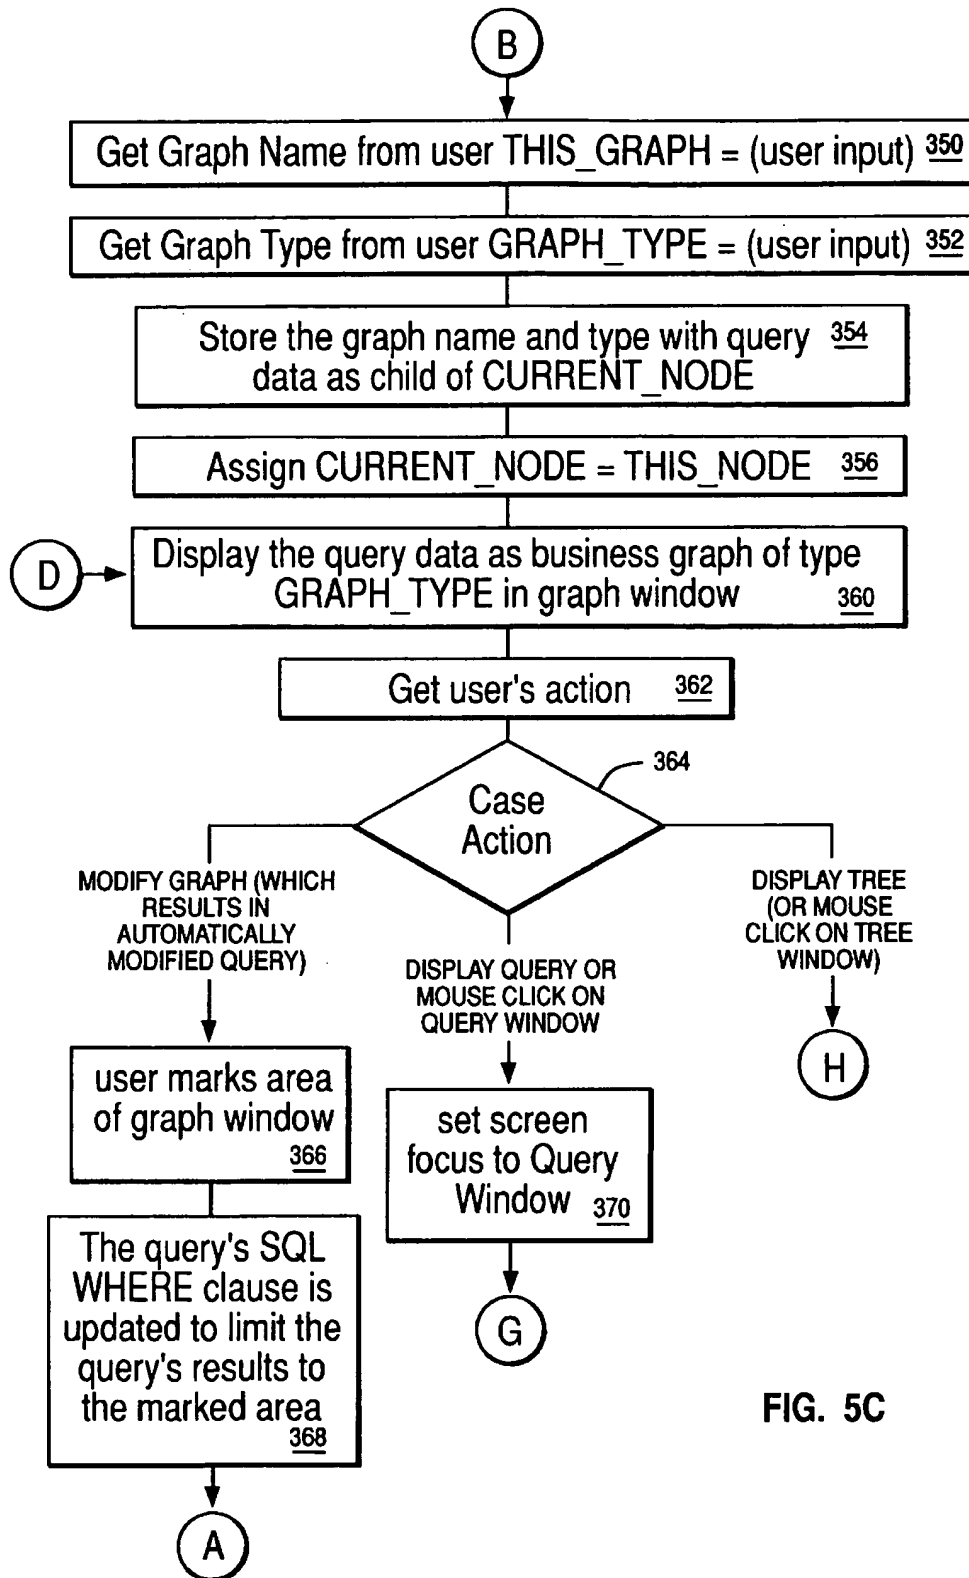 B
Get Graph Name from user THIS_GRAPH = (user input) 350
Get Graph Type from user GRAPH_TYPE = (user input) 352
Store the graph name and type with query 354
data as child of CURRENT_NODE
Assign CURRENT_NODE = THIS_NODE 356
D
Display the query data as business graph of type
GRAPH_TYPE in graph window 360
Get user's action 362
364
Case
Action
MODIFY GRAPH (WHICH
RESULTS IN
AUTOMATICALLY
MODIFIED QUERY)
DISPLAY QUERY OR
MOUSE CLICK ON
QUERY WINDOW
DISPLAY TREE
(OR MOUSE
CLICK ON TREE
WINDOW)
H
user marks area
of graph window
366
set screen
focus to Query
Window 370
The query's SQL
WHERE clause is
updated to limit the
query's results to
the marked area
368
G
A
FIG. 5C